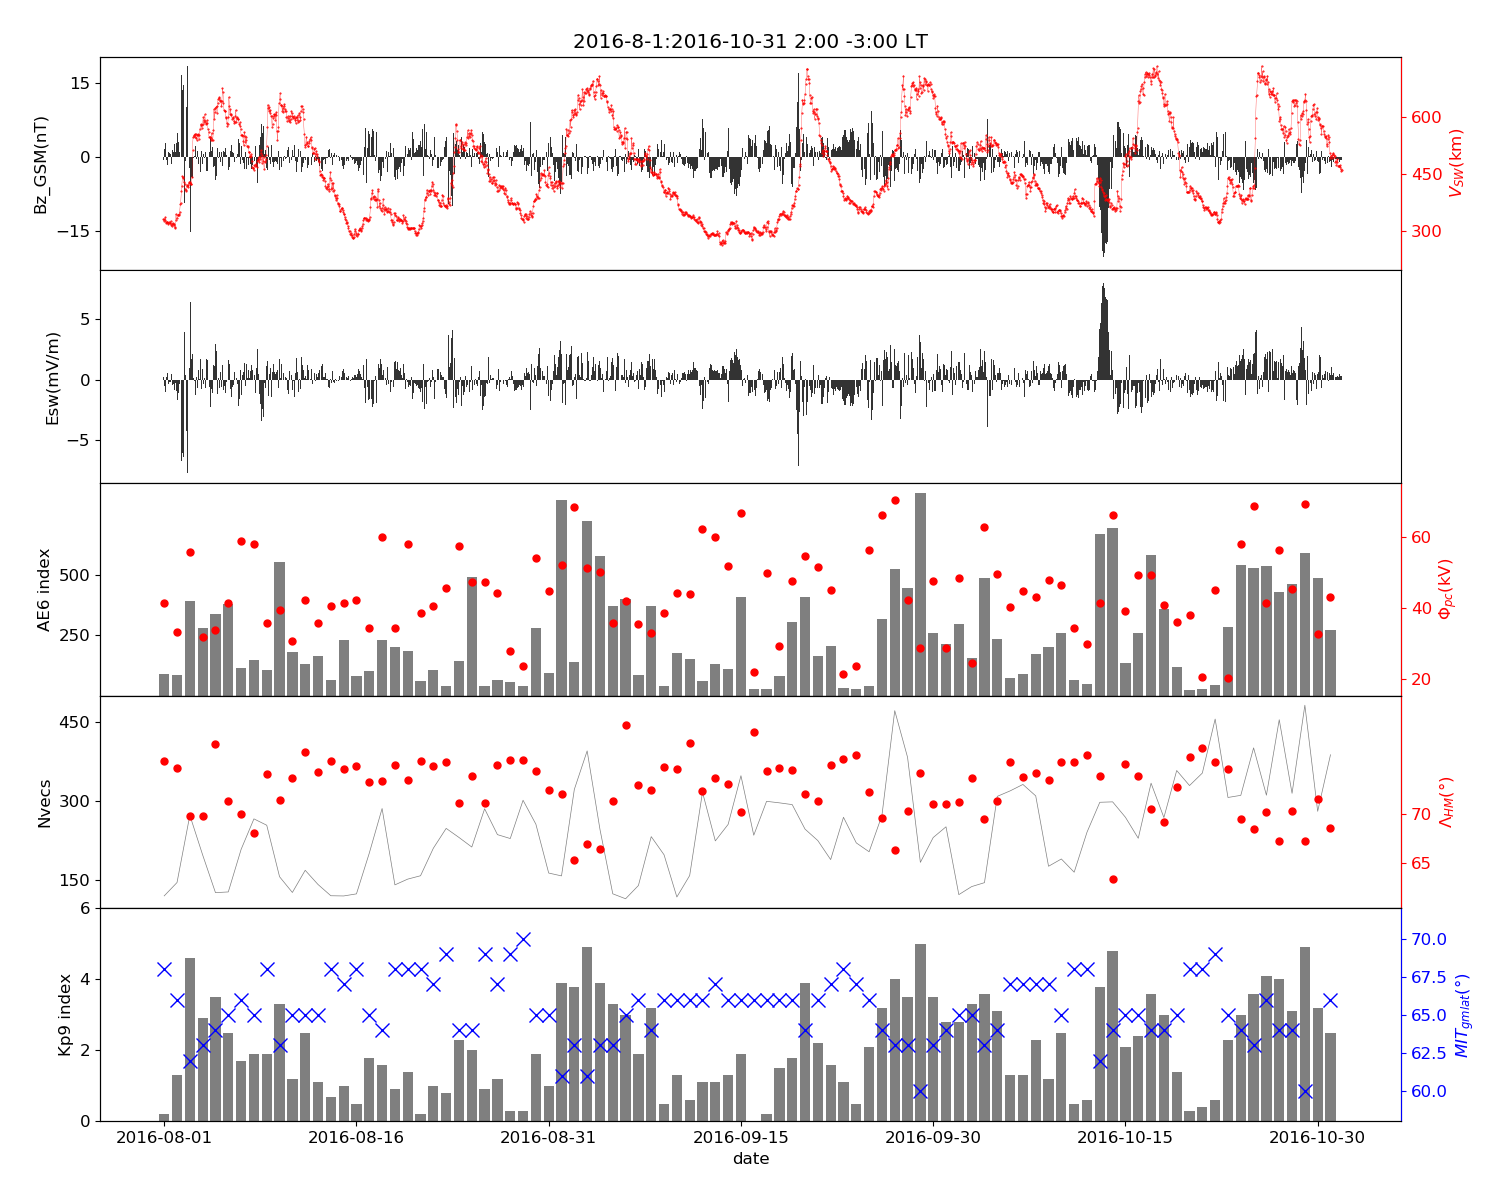 2016-8-1:2016-10-31 2:00 -3:00 LT
Bz_GSM(nT)
15
0
−15
600
450
300
V_SW(km)
Esw(mV/m)
5
0
−5
AE6 index
500
250
60
40
20
Φ_pc(kV)
Nvecs
450
300
150
70
65
Λ_HM(°)
Kp9 index
6
4
2
0
70.0
67.5
65.0
62.5
60.0
MIT_gmlat(°)
2016-08-01 2016-08-16 2016-08-31 2016-09-15 2016-09-30 2016-10-15 2016-10-30
date